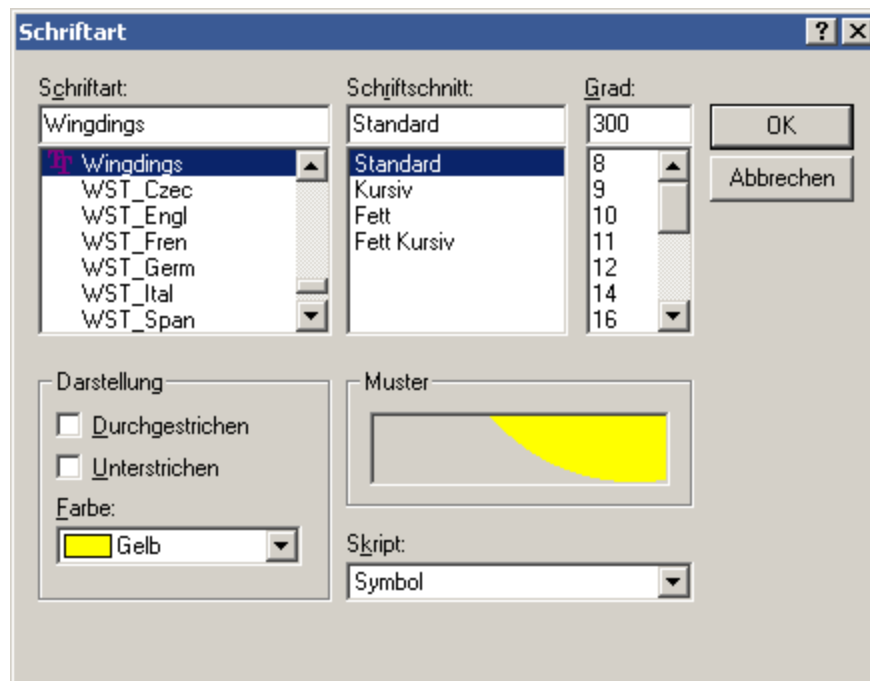 Schriftart
Schriftart:
Wingdings
Wingdings
WST_Czec
WST_Engl
WST_Fren
WST_Germ
WST_Ital
WST_Span
Schriftschnitt:
Standard
Standard
Kursiv
Fett
Fett Kursiv
Grad:
300
8
9
10
11
12
14
16
OK
Abbrechen
Darstellung
Durchgestrichen
Unterstrichen
Farbe:
Gelb
Muster
Skript:
Symbol